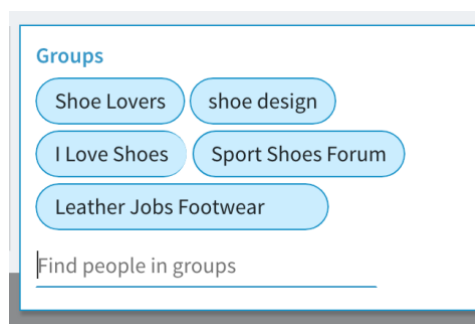 Groups
Shoe Lovers shoe design
I Love Shoes Sport Shoes Forum
Leather Jobs Footwear
Find people in groups